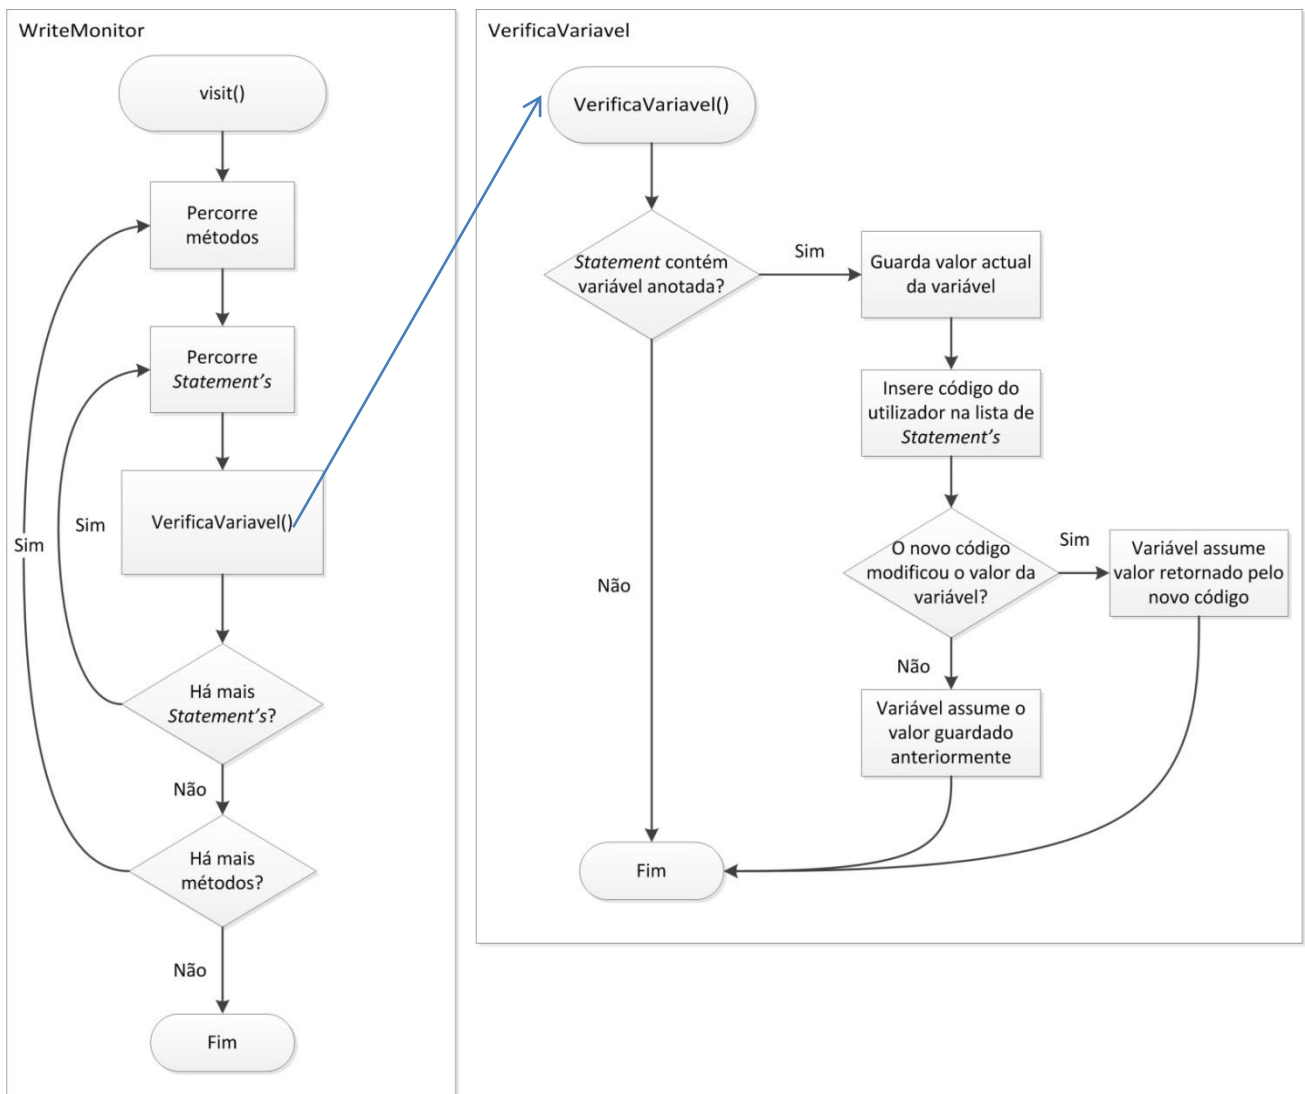 WriteMonitor
visit()
Percorre
métodos
Percorre
Statement's
VerificaVariavel()
Sim
Sim
Há mais
Statement's?
Não
Há mais
métodos?
Não
Fim
VerificaVariavel
VerificaVariavel()
Statement contém
variável anotada?
Sim
Guarda valor actual
da variável
Insere código do
utilizador na lista de
Statement's
O novo código
modificou o valor da
variável?
Sim
Variável assume
valor retornado pelo
novo código
Não
Não
Variável assume o
valor guardado
anteriormente
Fim